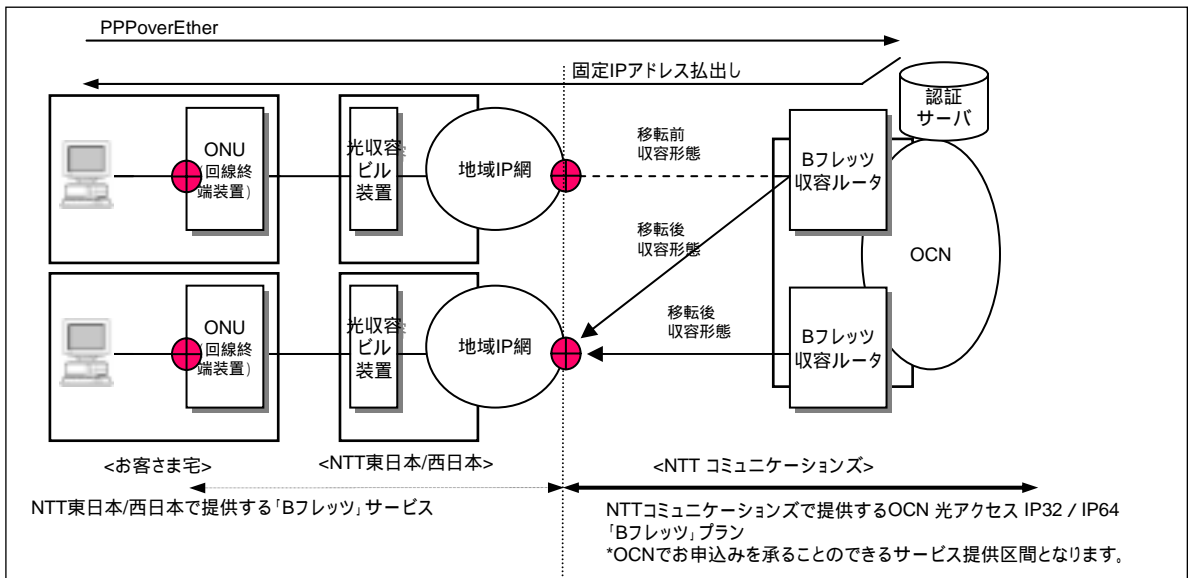 PPPoverEther
固定IPアドレス払出し
認証
サーバ
ONU
(回線終
端装置)
光収容
ビル
装置
地域IP網
移転前
収容形態
Bフレッツ
収容ルータ
移転後
収容形態
OCN
ONU
(回線終
端装置)
光収容
ビル
装置
地域IP網
移転後
収容形態
Bフレッツ
収容ルータ
<お客さま宅>
<NTT東日本/西日本>
<NTT コミュニケーションズ>
NTT東日本/西日本で提供する「Bフレッツ」サービス
NTTコミュニケーションズで提供するOCN 光アクセス IP32 / IP64
「Bフレッツ」プラン
*OCNでお申込みを承ることのできるサービス提供区間となります。